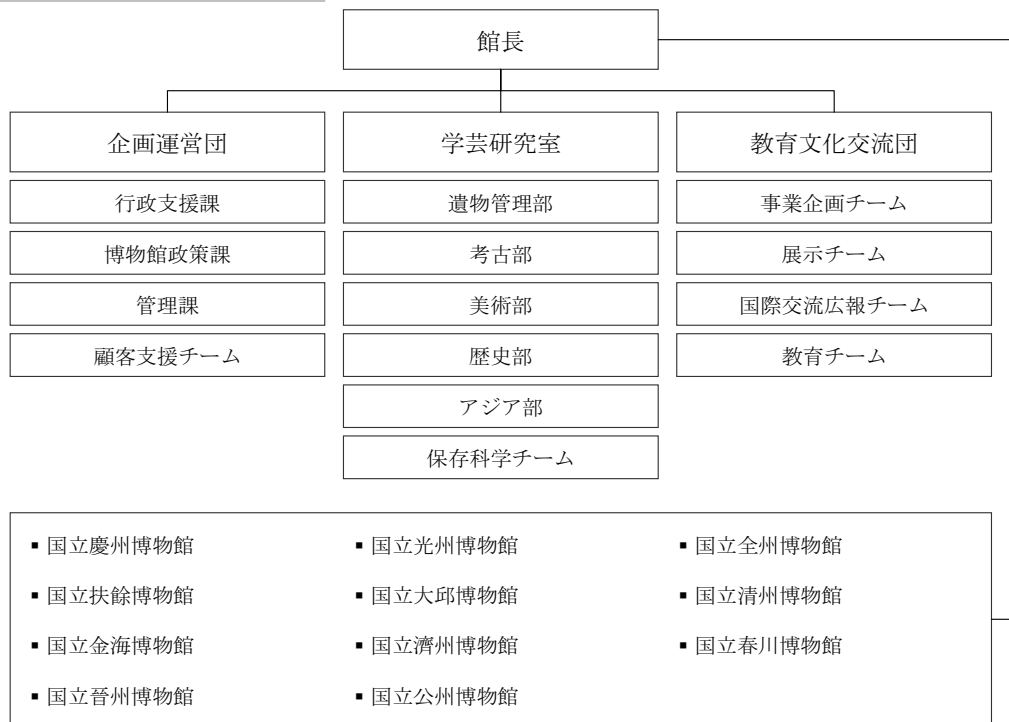 館長
企画運営団
学芸研究室
教育文化交流団
行政支援課
遺物管理部
事業企画チーム
博物館政策課
考古部
展示チーム
管理課
美術部
国際交流広報チーム
顧客支援チーム
歴史部
教育チーム
アジア部
保存科学チーム
▪ 国立慶州博物館
▪ 国立光州博物館
▪ 国立全州博物館
▪ 国立扶餘博物館
▪ 国立大邱博物館
▪ 国立清州博物館
▪ 国立金海博物館
▪ 国立濟州博物館
▪ 国立春川博物館
▪ 国立晉州博物館
▪ 国立公州博物館